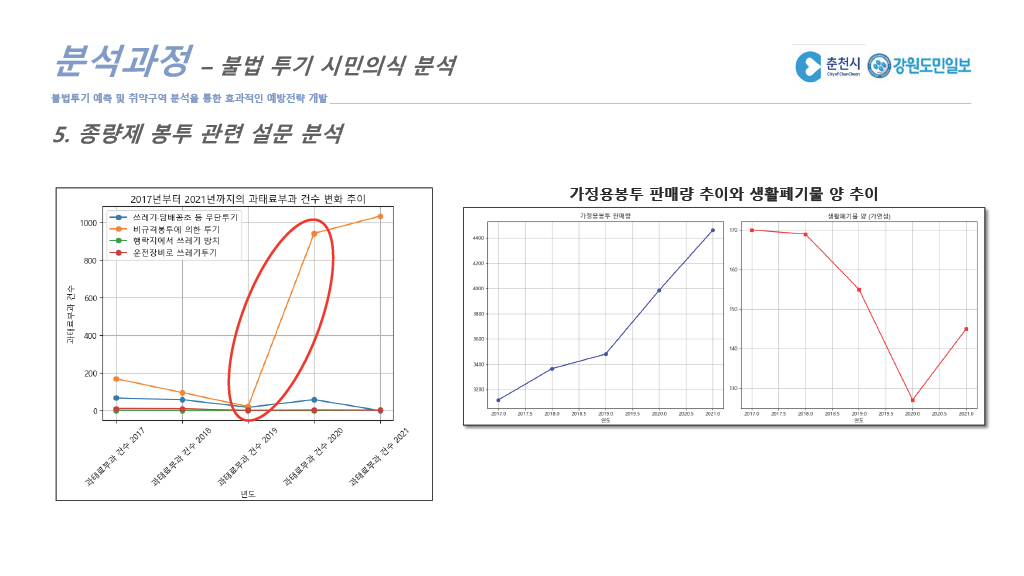 분석과정 – 불법 투기 시민의식 분석
춘천시
City of ChunCheon
강원도민일보
불법투기 예측 및 취약구역 분석을 통한 효과적인 예방전략 개발
5. 종량제 봉투 관련 설문 분석
2017년부터 2021년까지의 과태료부과 건수 변화 추이
쓰레기·담배꽁초 등 무단투기
비규격봉투에 의한 투기
행락지에서 쓰레기 방치
운전장비로 쓰레기투기
과태료부과 건수
1000
800
600
400
200
0
과태료부과 건수 2017
과태료부과 건수 2018
과태료부과 건수 2019
과태료부과 건수 2020
과태료부과 건수 2021
년도
가정용봉투 판매량 추이와 생활폐기물 양 추이
가정용봉투 판매량
4400
4200
4000
3800
3600
3400
3200
2017.0 2017.5 2018.0 2018.5 2019.0 2019.5 2020.0 2020.5 2021.0
연도
생활폐기물 양 (가연성)
170
160
150
140
130
2017.0 2017.5 2018.0 2018.5 2019.0 2019.5 2020.0 2020.5 2021.0
연도